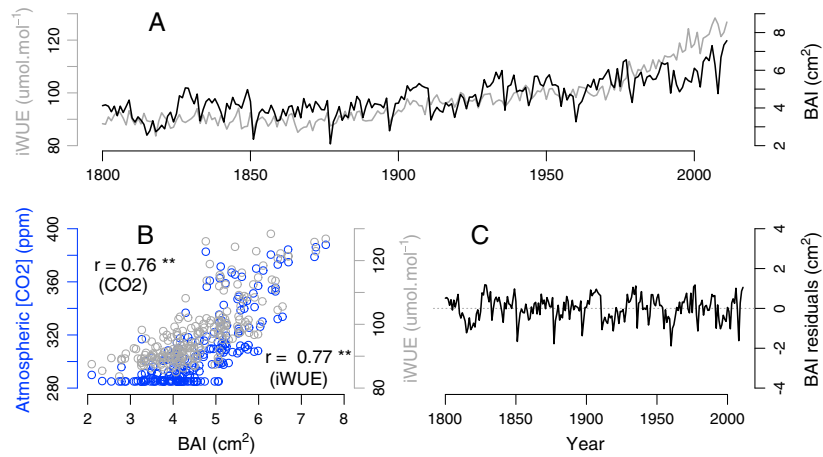 A
iWUE (umol.mol⁻¹)
120
100
80
8
6
4
2
BAI (cm²)
1800 1850 1900 1950 2000
B
Atmospheric [CO2] (ppm)
400
360
320
280
r = 0.76 **
(CO2)
r = 0.77 **
(iWUE)
120
100
80
iWUE (umol.mol⁻¹)
2 3 4 5 6 7 8
BAI (cm²)
C
4
2
0
-2
-4
BAI residuals (cm²)
1800 1850 1900 1950 2000
Year